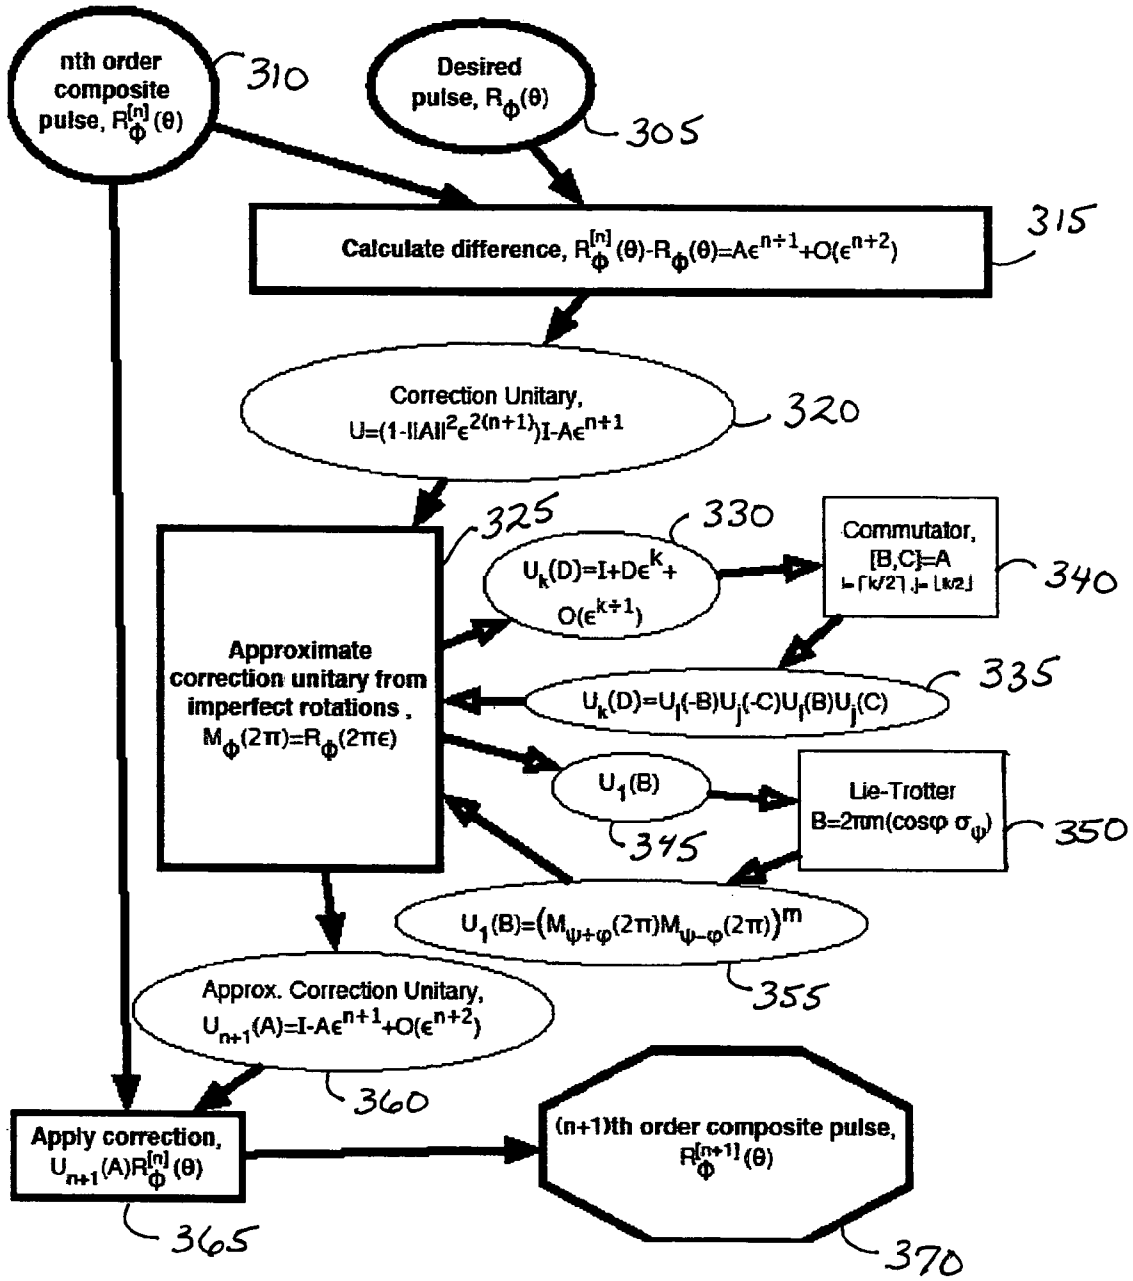 nth order
composite
pulse, R_Φ^[n](θ)
310
Desired
pulse, R_Φ(θ)
305
315
Calculate difference, R_Φ^[n](θ)-R_Φ(θ)=Aϵ^n+1+O(ϵ^n+2)
Correction Unitary,
U=(1-||A||²ϵ^2(n+1))I-Aϵ^n+1
320
325
330
U_k(D)=I+Dϵ^k+
O(ϵ^k+1)
Commutator,
[B,C]=A
i=⌈k/2⌉, j=⌊k/2⌋
340
Approximate
correction unitary from
imperfect rotations ,
M_Φ(2π)=R_Φ(2πϵ)
335
U_k(D)=U_i(-B)U_j(-C)U_i(B)U_j(C)
U_1(B)
345
Lie-Trotter
B=2πm(cosφ σ_ψ)
350
U_1(B)=(M_ψ+φ(2π)M_ψ-φ(2π))^m
355
Approx. Correction Unitary,
U_n+1(A)=I-Aϵ^n+1+O(ϵ^n+2)
360
Apply correction,
U_n+1(A)R_Φ^[n](θ)
365
(n+1)th order composite pulse,
R_Φ^[n+1](θ)
370